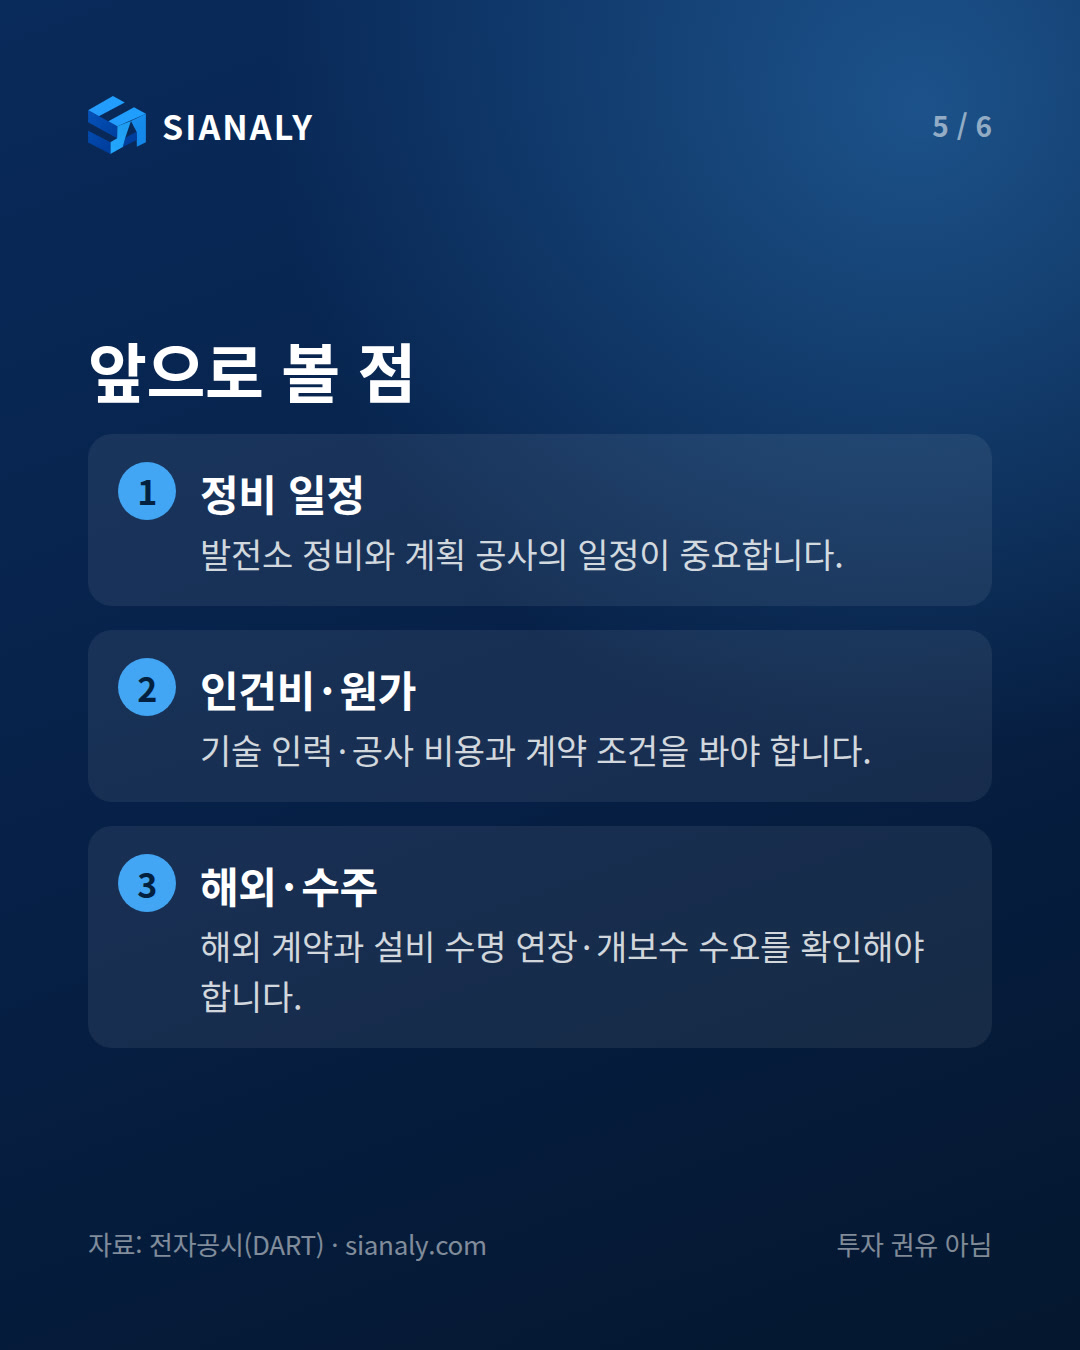 SIANALY
5 / 6
앞으로 볼 점
1 정비 일정
발전소 정비와 계획 공사의 일정이 중요합니다.
2 인건비·원가
기술 인력·공사 비용과 계약 조건을 봐야 합니다.
3 해외·수주
해외 계약과 설비 수명 연장·개보수 수요를 확인해야
합니다.
자료: 전자공시(DART) · sianaly.com
투자 권유 아님